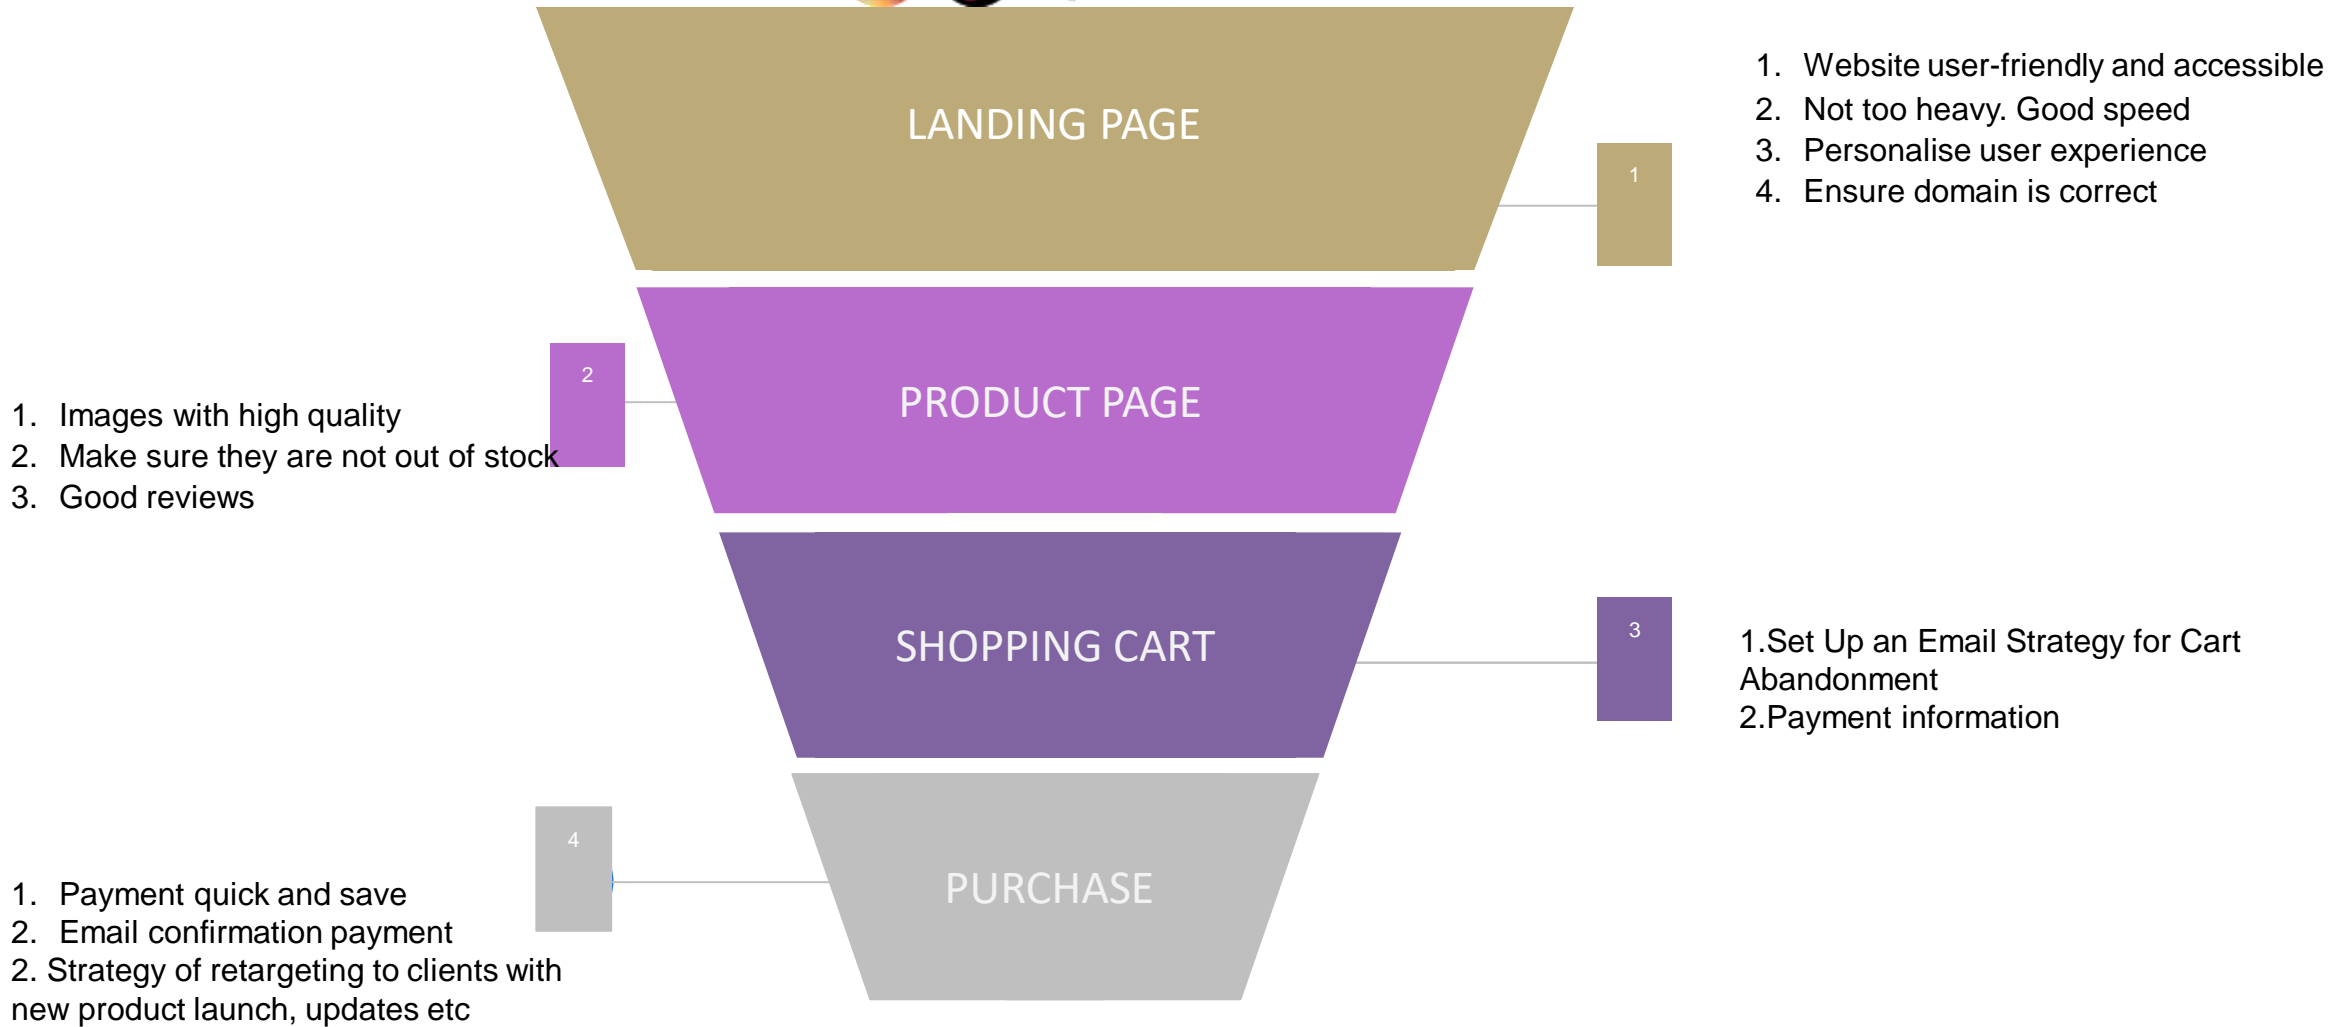 LANDING PAGE
1
1. Website user-friendly and accessible
2. Not too heavy. Good speed
3. Personalise user experience
4. Ensure domain is correct
PRODUCT PAGE
2
1. Images with high quality
2. Make sure they are not out of stock
3. Good reviews
SHOPPING CART
3
1.Set Up an Email Strategy for Cart
Abandonment
2.Payment information
PURCHASE
4
1. Payment quick and save
2. Email confirmation payment
2. Strategy of retargeting to clients with
new product launch, updates etc